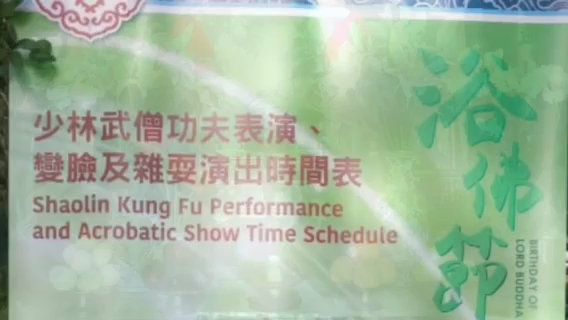 少林武僧功夫表演、
變臉及雜耍演出時間表
Shaolin Kung Fu Performance
and Acrobatic Show Time Schedule
浴佛節
BIRTHDAY OF
LORD BUDDHA